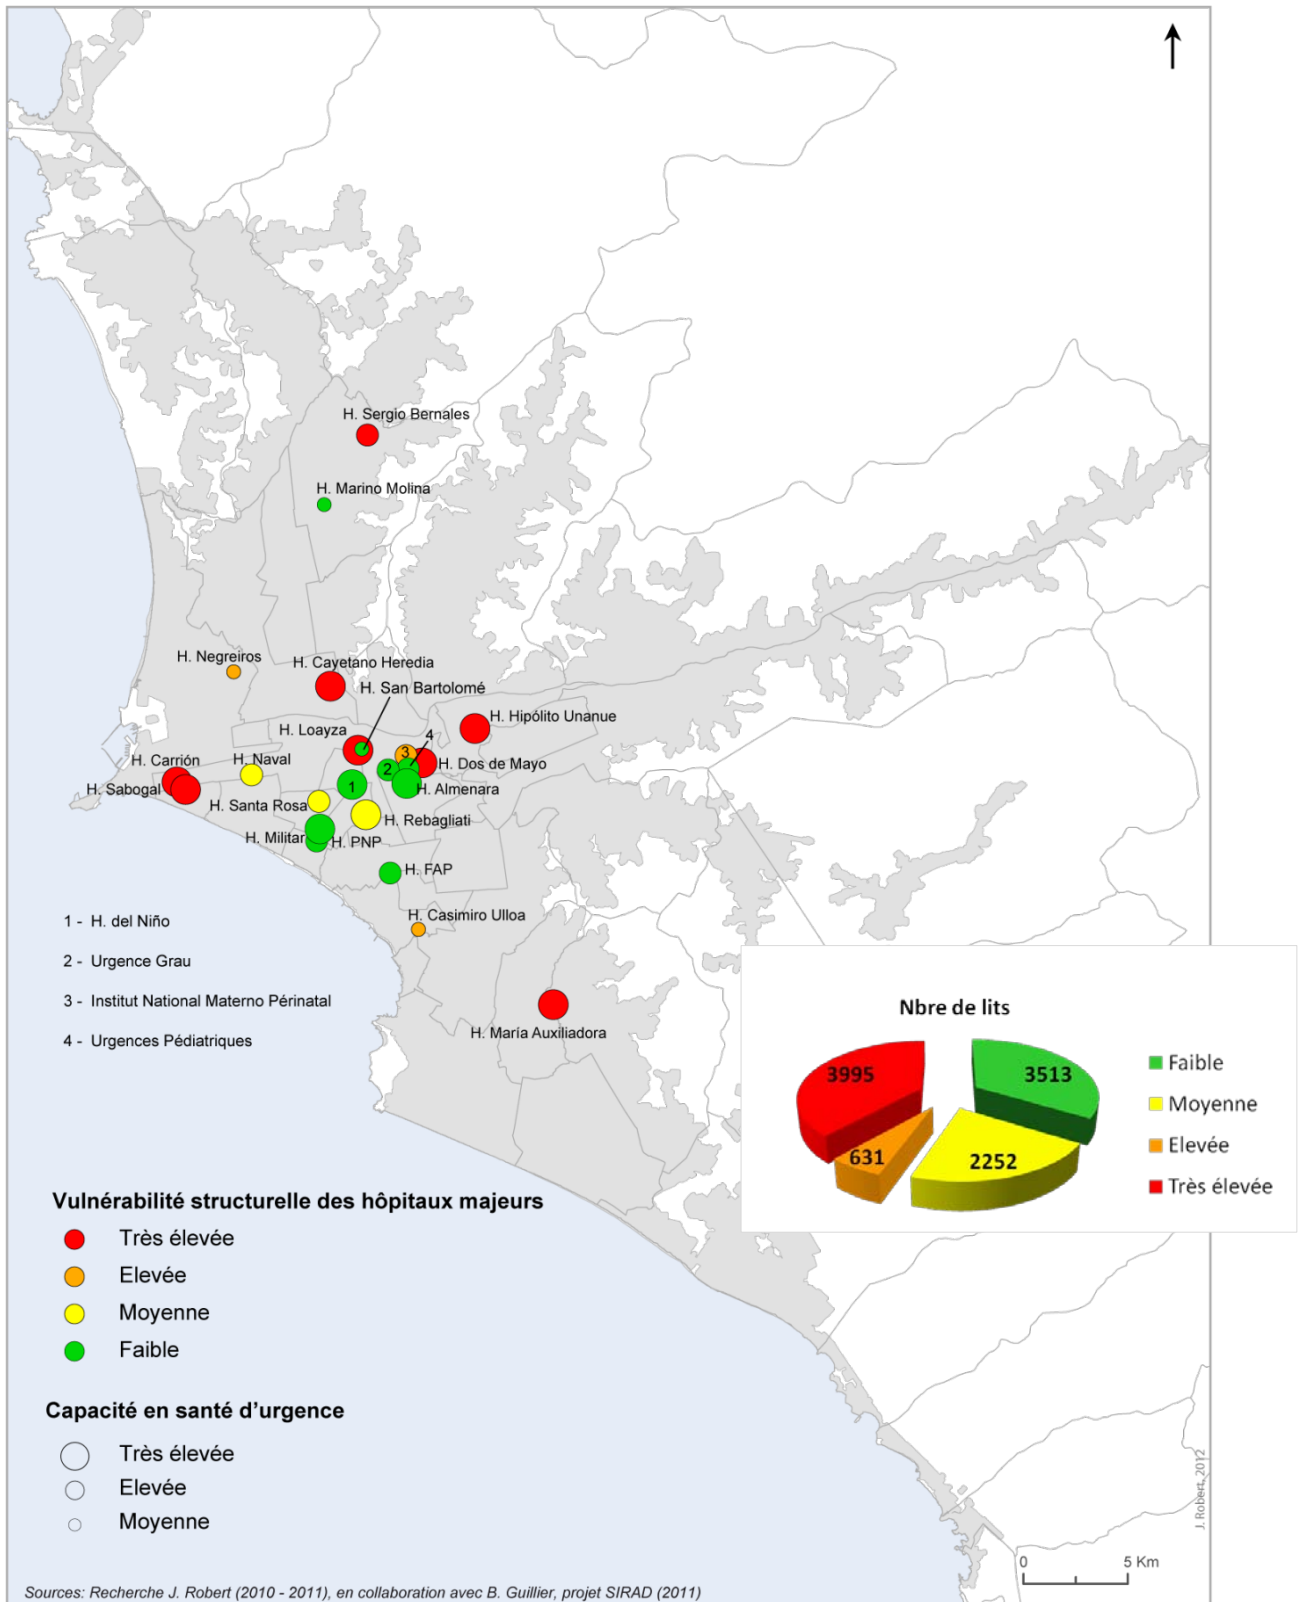 H. Sergio Bernales
H. Marino Molina
H. Negreiros
H. Cayetano Heredia
H. San Bartolomé
H. Hipólito Unanue
H. Loayza
4
3
H. Carrión
H. Naval
2
H. Dos de Mayo
H. Sabogal
1
H. Almenara
H. Santa Rosa
H. Rebagliati
H. Militar
H. PNP
H. FAP
H. Casimiro Ulloa
1 - H. del Niño
2 - Urgence Grau
3 - Institut National Materno Périnatal
4 - Urgences Pédiatriques
H. María Auxiliadora
Nbre de lits
3995
3513
631
2252
Faible
Moyenne
Elevée
Très élevée
Vulnérabilité structurelle des hôpitaux majeurs
Très élevée
Elevée
Moyenne
Faible
Capacité en santé d'urgence
Très élevée
Elevée
Moyenne
J. Robert, 2012
0 5 Km
Sources: Recherche J. Robert (2010 - 2011), en collaboration avec B. Guillier, projet SIRAD (2011)